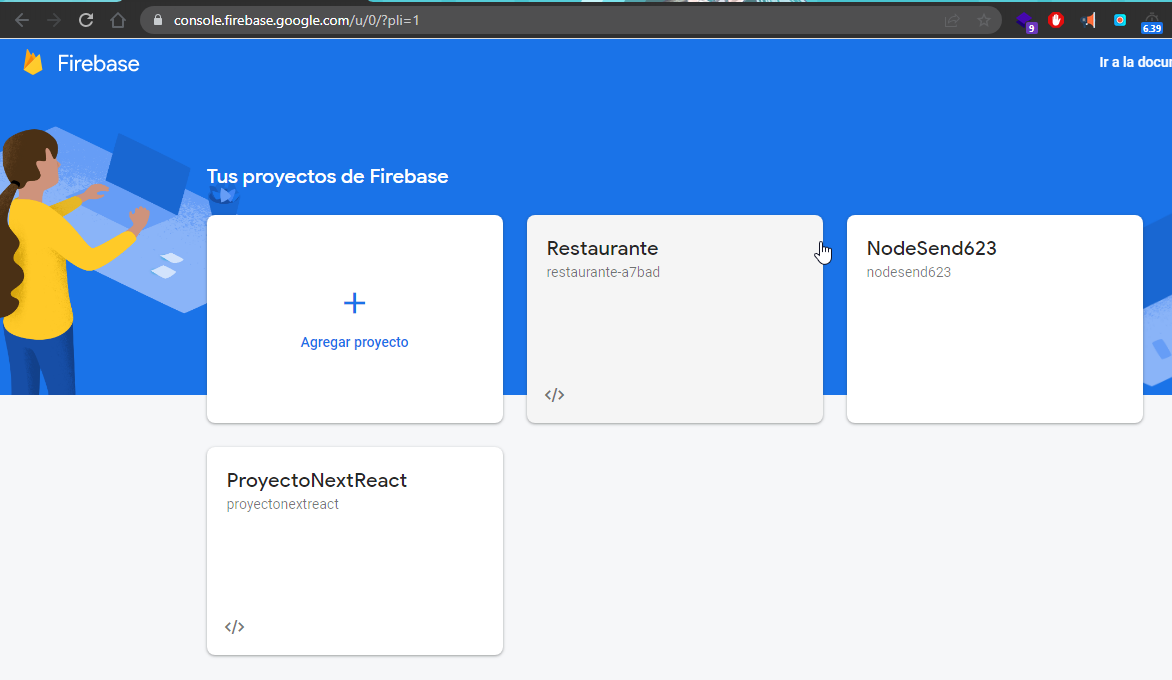 console.firebase.google.com/u/0/?pli=1
9
6.39
Firebase
Ir a la docu
Tus proyectos de Firebase
Agregar proyecto
Restaurante
restaurante-a7bad
</>
NodeSend623
nodesend623
ProyectoNextReact
proyectonextreact
</>